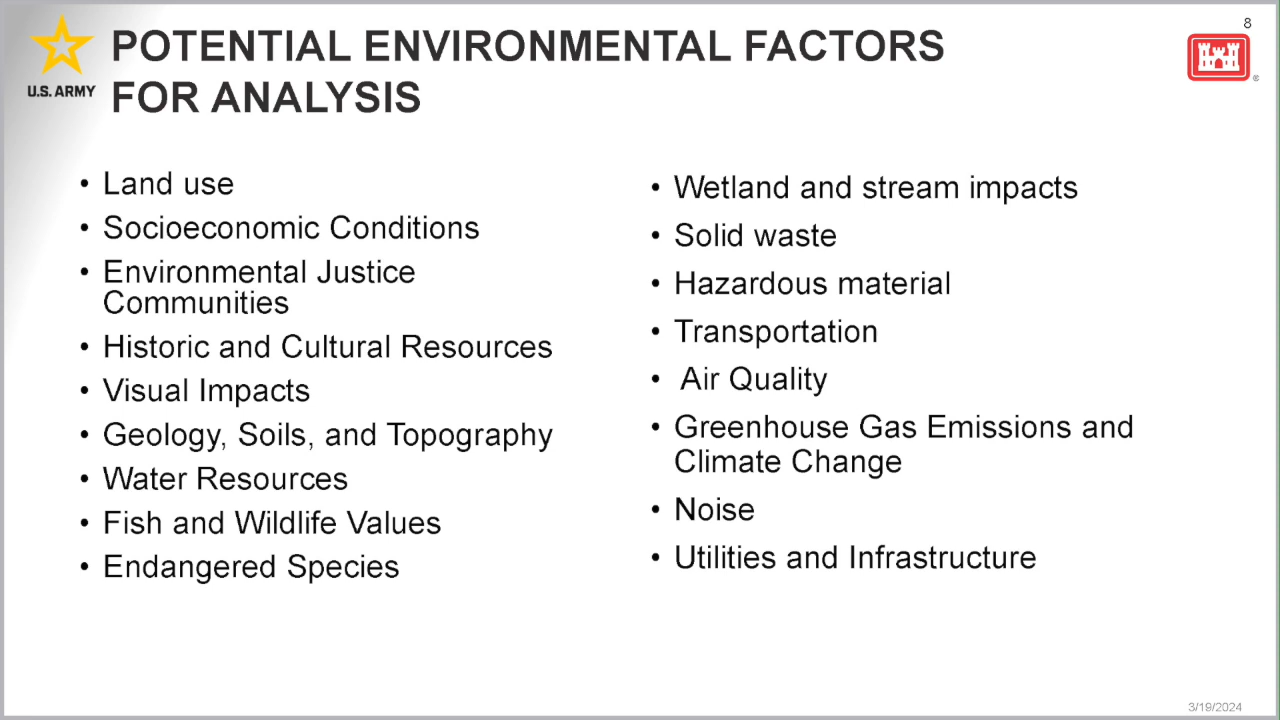 8
POTENTIAL ENVIRONMENTAL FACTORS
FOR ANALYSIS
U.S. ARMY
®
• Land use
• Socioeconomic Conditions
• Environmental Justice
Communities
• Historic and Cultural Resources
• Visual Impacts
• Geology, Soils, and Topography
• Water Resources
• Fish and Wildlife Values
• Endangered Species
• Wetland and stream impacts
• Solid waste
• Hazardous material
• Transportation
• Air Quality
• Greenhouse Gas Emissions and
Climate Change
• Noise
• Utilities and Infrastructure
3/19/2024